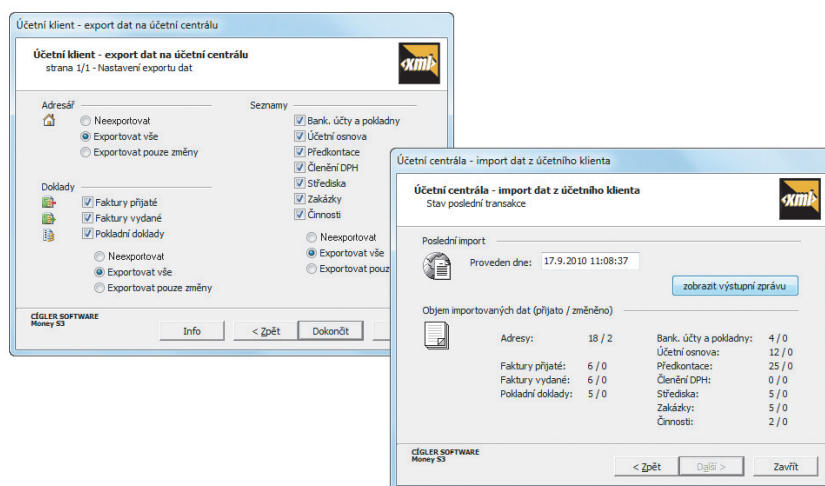 Účetní klient - export dat na účetní centrálu
Účetní klient - export dat na účetní centrálu
strana 1/1 - Nastavení exportu dat
<xml>
Adresář
Neexportovat
Exportovat vše
Exportovat pouze změny
Doklady
Faktury přijaté
Faktury vydané
Pokladní doklady
Neexportovat
Exportovat vše
Exportovat pouze změny
Seznamy
Bank. účty a pokladny
Účetní osnova
Předkontace
Členění DPH
Střediska
Zakázky
Činnosti
Neexportovat
Exportovat vše
Exportovat pouz
CÍGLER SOFTWARE
Money S3
Info
< Zpět
Dokončit
Účetní centrála - import dat z účetního klienta
Účetní centrála - import dat z účetního klienta
Stav poslední transakce
<xml>
Poslední import
Proveden dne: 17.9.2010 11:08:37
zobrazit výstupní zprávu
Objem importovaných dat (přijato / změněno)
Adresy: 18 / 2
Faktury přijaté: 6 / 0
Faktury vydané: 6 / 0
Pokladní doklady: 5 / 0
Bank. účty a pokladny: 4 / 0
Účetní osnova: 12 / 0
Předkontace: 25 / 0
Členění DPH: 0 / 0
Střediska: 5 / 0
Zakázky: 5 / 0
Činnosti: 2 / 0
CÍGLER SOFTWARE
Money S3
< Zpět
Další >
Zavřít